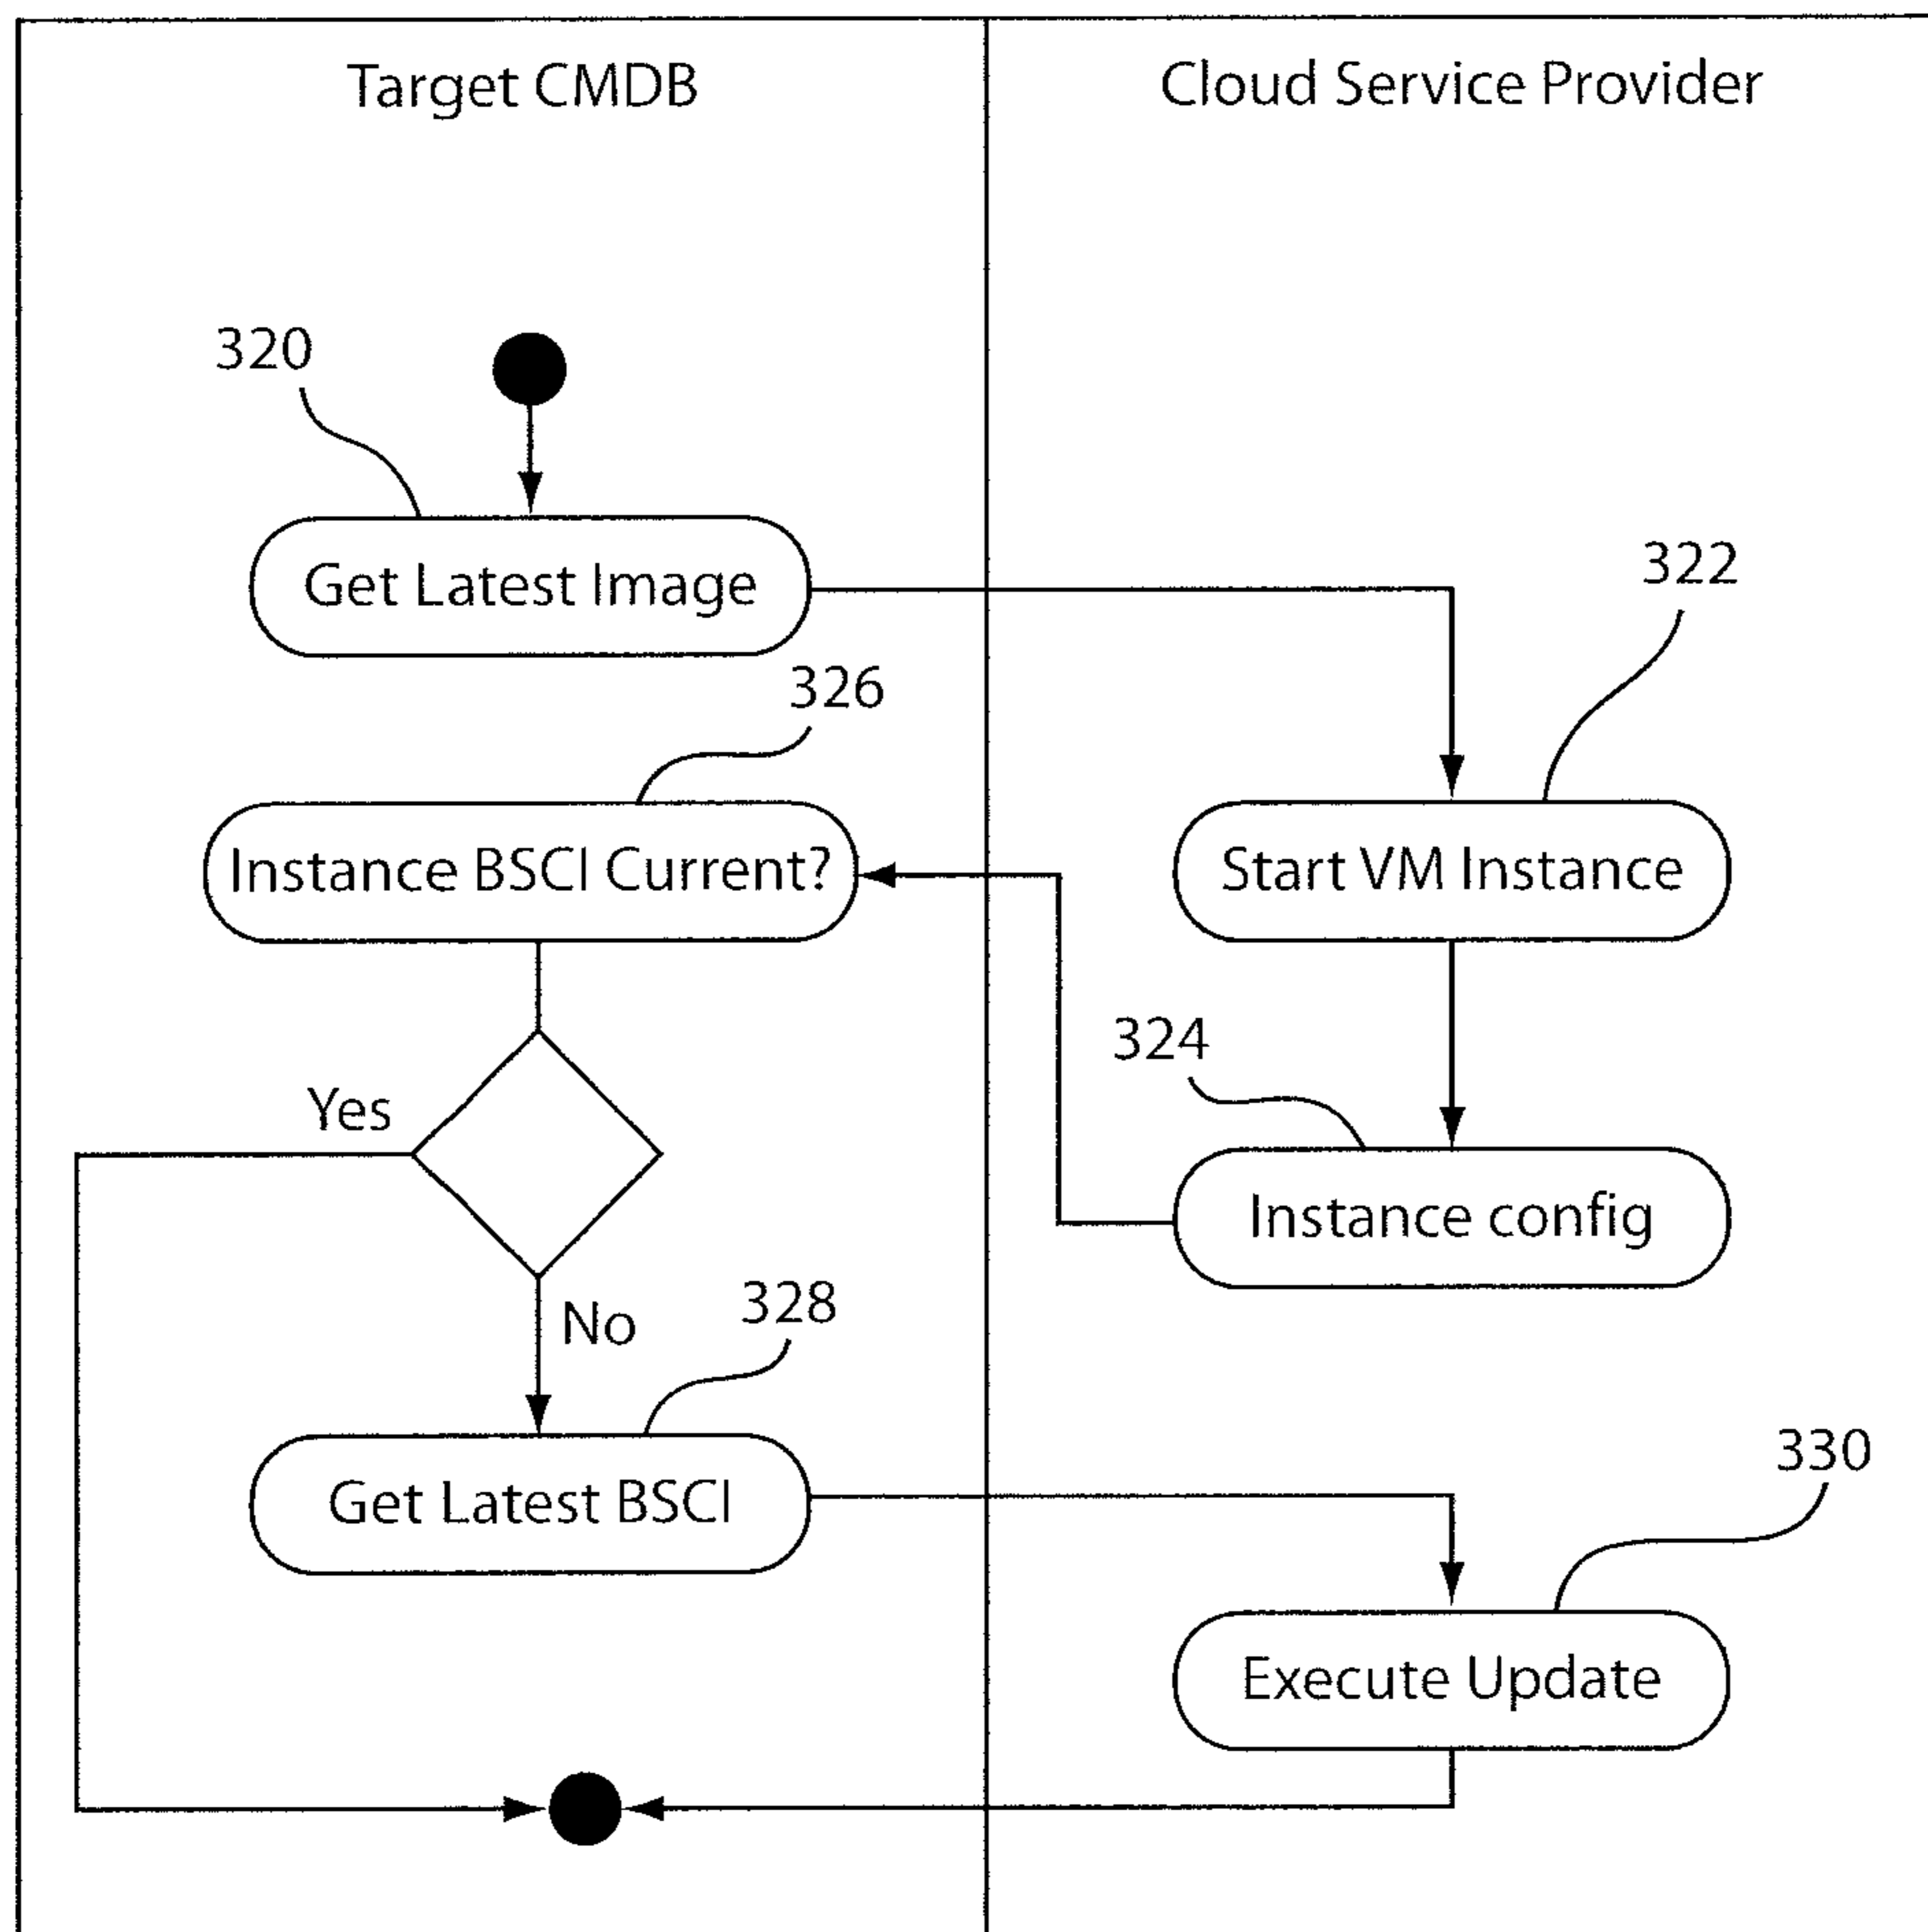 Target CMDB
Cloud Service Provider
320
Get Latest Image
322
326
Instance BSCI Current?
Start VM Instance
324
Yes
Instance config
No
328
Get Latest BSCI
330
Execute Update